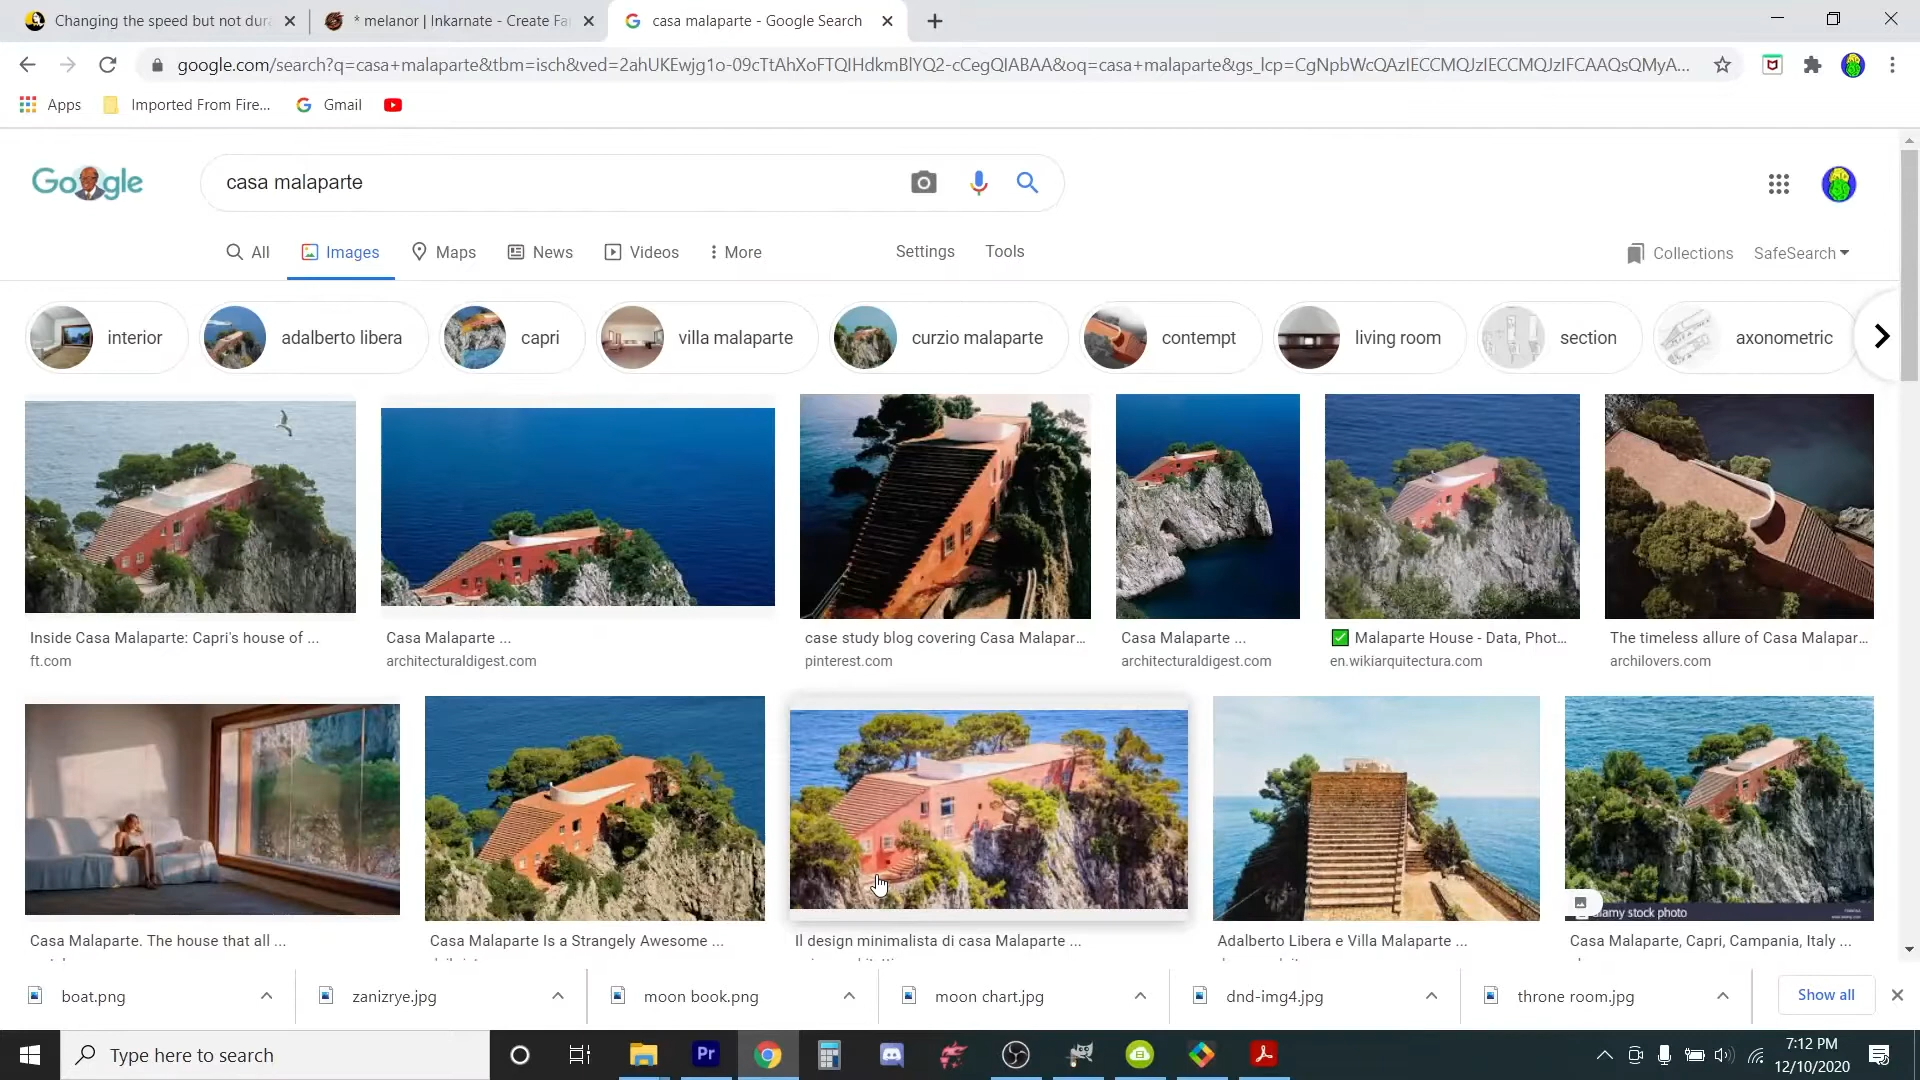 Changing the speed but not dura
* melanor | Inkarnate - Create Fa
casa malaparte - Google Search
google.com/search?q=casa+malaparte&tbm=isch&ved=2ahUKEwjg1o-09cTtAhXoFTQIHdkmBlYQ2-cCegQIABAA&oq=casa+malaparte&gs_lcp=CgNpbWcQAzIECCMQJzIECCMQJzIFCAAQsQMyA...
Apps
Imported From Fire...
Gmail
Google
casa malaparte
All
Images
Maps
News
Videos
More
Settings
Tools
Collections
SafeSearch
interior
adalberto libera
capri
villa malaparte
curzio malaparte
contempt
living room
section
axonometric
Inside Casa Malaparte: Capri's house of ...
ft.com
Casa Malaparte ...
architecturaldigest.com
case study blog covering Casa Malapar...
pinterest.com
Casa Malaparte ...
architecturaldigest.com
✅ Malaparte House - Data, Phot...
en.wikiarquitectura.com
The timeless allure of Casa Malapar...
archilovers.com
alamy stock photo
Casa Malaparte. The house that all ...
Casa Malaparte Is a Strangely Awesome ...
Il design minimalista di casa Malaparte ...
Adalberto Libera e Villa Malaparte ...
Casa Malaparte, Capri, Campania, Italy ...
boat.png
zanizrye.jpg
moon book.png
moon chart.jpg
dnd-img4.jpg
throne room.jpg
Show all
Type here to search
Pr
7:12 PM
12/10/2020